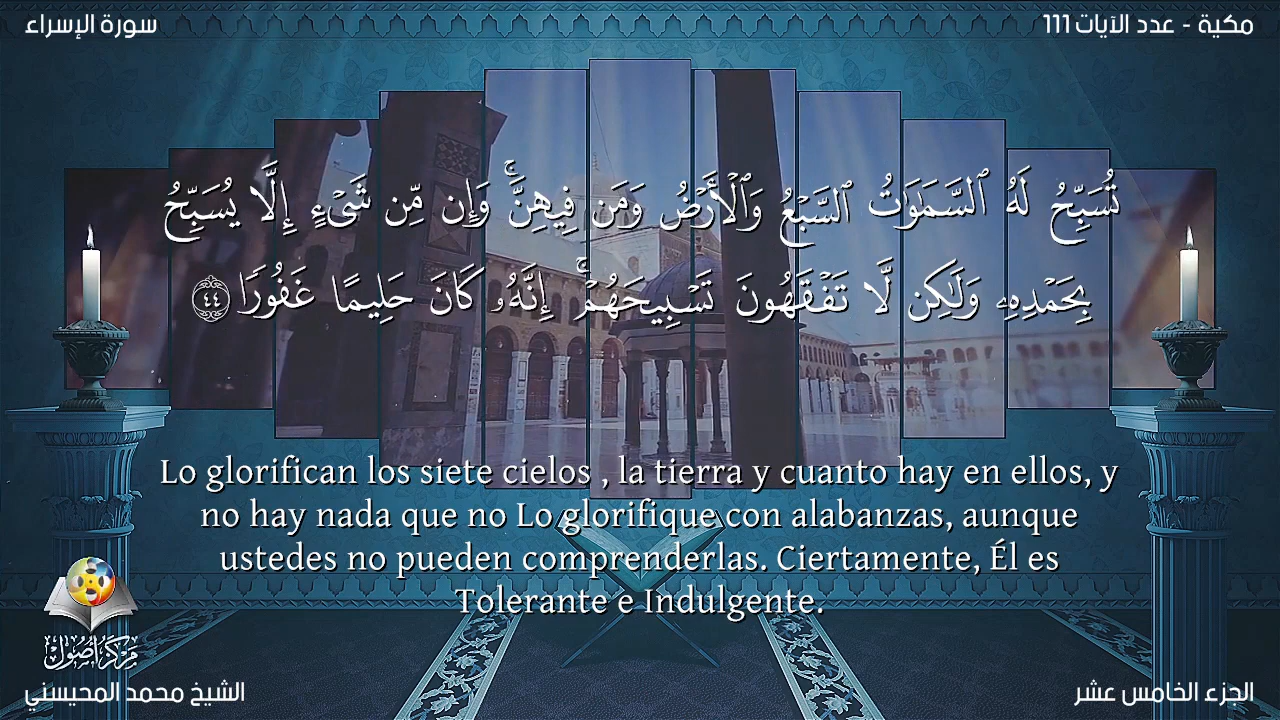 سورة الإسراء
مكية - عدد الآيات 111
تُسَبِّحُ لَهُ ٱلسَّمَٰوَٰتُ ٱلسَّبْعُ وَٱلْأَرْضُ وَمَن فِيهِنَّ ۚ وَإِن مِّن شَىْءٍ إِلَّا يُسَبِّحُ
بِحَمْدِهِۦ وَلَٰكِن لَّا تَفْقَهُونَ تَسْبِيحَهُمْ ۗ إِنَّهُۥ كَانَ حَلِيمًا غَفُورًا ٤٤
Lo glorifican los siete cielos , la tierra y cuanto hay en ellos, y
no hay nada que no Lo glorifique con alabanzas, aunque
ustedes no pueden comprenderlas. Ciertamente, Él es
Tolerante e Indulgente.
مركز أصول
الشيخ محمد المحيسني
الجزء الخامس عشر